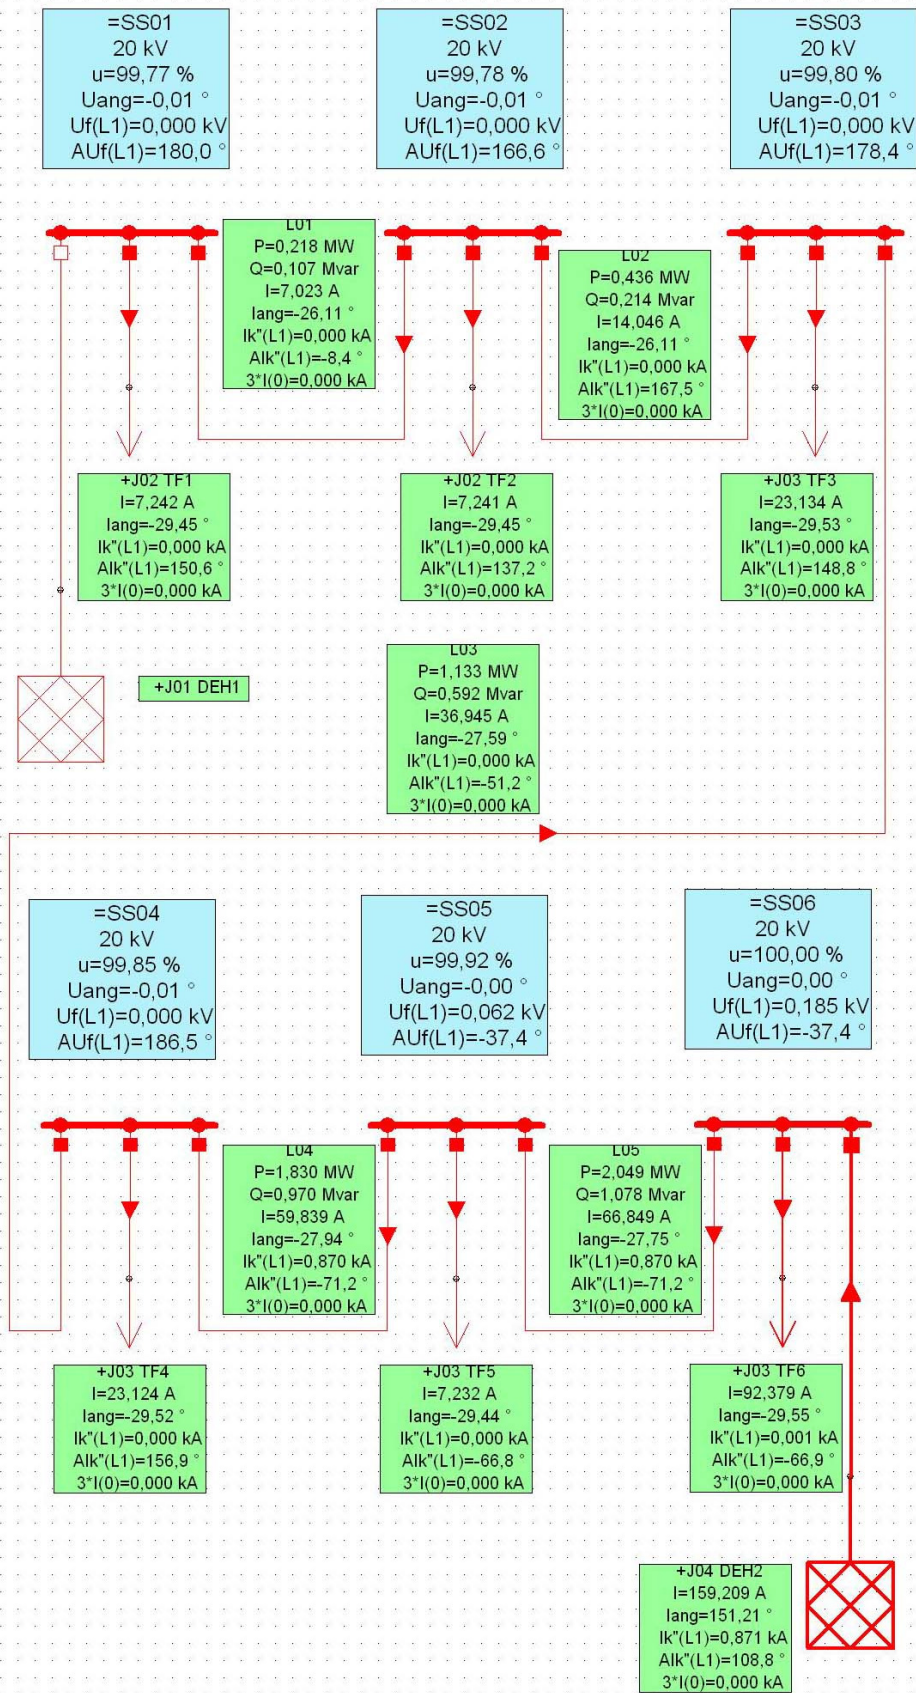 =SS01
20 kV
u=99,77 %
Uang=-0,01 °
Uf(L1)=0,000 kV
AUf(L1)=180,0 °
=SS02
20 kV
u=99,78 %
Uang=-0,01 °
Uf(L1)=0,000 kV
AUf(L1)=166,6 °
=SS03
20 kV
u=99,80 %
Uang=-0,01 °
Uf(L1)=0,000 kV
AUf(L1)=178,4 °
L01
P=0,218 MW
Q=0,107 Mvar
I=7,023 A
Iang=-26,11 °
Ik"(L1)=0,000 kA
AIk"(L1)=-8,4 °
3*I(0)=0,000 kA
L02
P=0,436 MW
Q=0,214 Mvar
I=14,046 A
Iang=-26,11 °
Ik"(L1)=0,000 kA
AIk"(L1)=167,5 °
3*I(0)=0,000 kA
+J02 TF1
I=7,242 A
Iang=-29,45 °
Ik"(L1)=0,000 kA
AIk"(L1)=150,6 °
3*I(0)=0,000 kA
+J02 TF2
I=7,241 A
Iang=-29,45 °
Ik"(L1)=0,000 kA
AIk"(L1)=137,2 °
3*I(0)=0,000 kA
+J03 TF3
I=23,134 A
Iang=-29,53 °
Ik"(L1)=0,000 kA
AIk"(L1)=148,8 °
3*I(0)=0,000 kA
+J01 DEH1
L03
P=1,133 MW
Q=0,592 Mvar
I=36,945 A
Iang=-27,59 °
Ik"(L1)=0,000 kA
AIk"(L1)=-51,2 °
3*I(0)=0,000 kA
=SS04
20 kV
u=99,85 %
Uang=-0,01 °
Uf(L1)=0,000 kV
AUf(L1)=186,5 °
=SS05
20 kV
u=99,92 %
Uang=-0,00 °
Uf(L1)=0,062 kV
AUf(L1)=-37,4 °
=SS06
20 kV
u=100,00 %
Uang=0,00 °
Uf(L1)=0,185 kV
AUf(L1)=-37,4 °
L04
P=1,830 MW
Q=0,970 Mvar
I=59,839 A
Iang=-27,94 °
Ik"(L1)=0,870 kA
AIk"(L1)=-71,2 °
3*I(0)=0,000 kA
L05
P=2,049 MW
Q=1,078 Mvar
I=66,849 A
Iang=-27,75 °
Ik"(L1)=0,870 kA
AIk"(L1)=-71,2 °
3*I(0)=0,000 kA
+J03 TF4
I=23,124 A
Iang=-29,52 °
Ik"(L1)=0,000 kA
AIk"(L1)=156,9 °
3*I(0)=0,000 kA
+J03 TF5
I=7,232 A
Iang=-29,44 °
Ik"(L1)=0,000 kA
AIk"(L1)=-66,8 °
3*I(0)=0,000 kA
+J03 TF6
I=92,379 A
Iang=-29,55 °
Ik"(L1)=0,001 kA
AIk"(L1)=-66,9 °
3*I(0)=0,000 kA
+J04 DEH2
I=159,209 A
Iang=151,21 °
Ik"(L1)=0,871 kA
AIk"(L1)=108,8 °
3*I(0)=0,000 kA